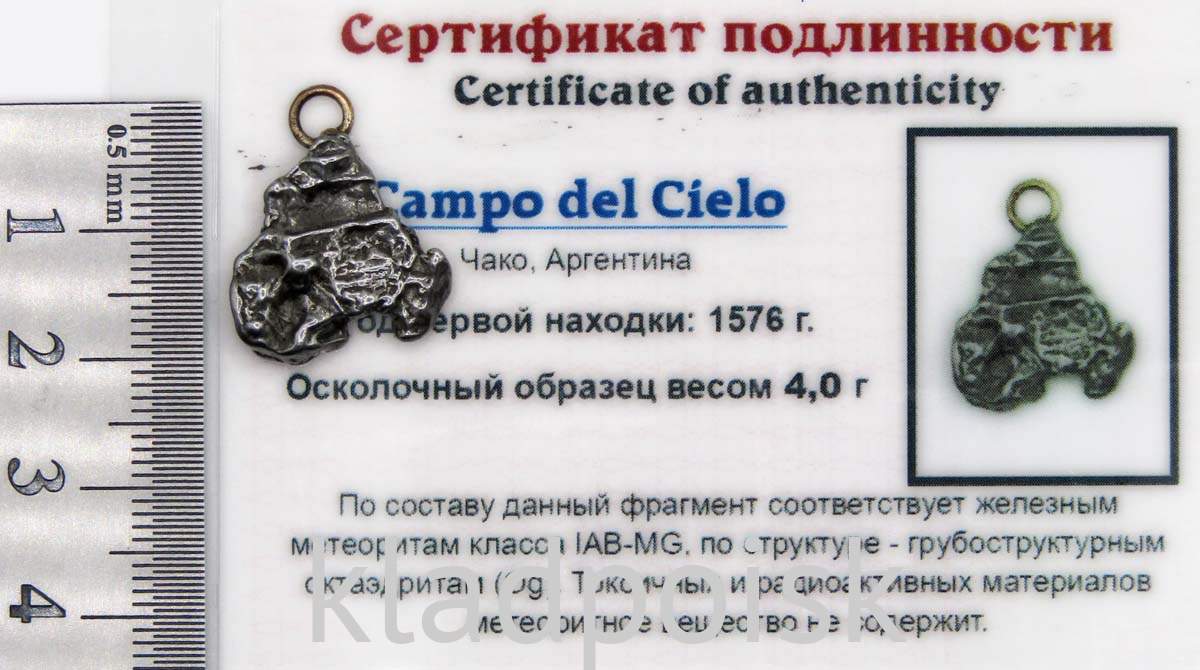 Сертификат подлинности
Certificate of authenticity
0.5 mm
1
2
3
4
Campo del Cielo
Чако, Аргентина
находки: 1576 г.
Осколочный образец весом 4,0 г
По составу данный фрагмент соответствует железным
метеоритам класса IAB-MG, по структуре - грубоструктурным
октаэдритам (Og). Токсичных и радиоактивных материалов
метеоритное вещество не содержит.
kladpoisk